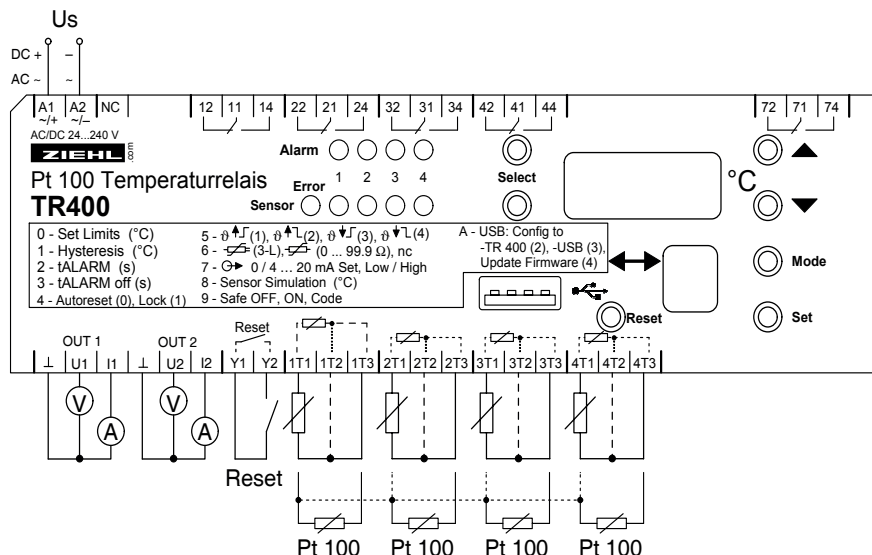 Us
DC + –
AC ~ ~
A1 A2 NC 12 11 14 22 21 24 32 31 34 42 41 44 72 71 74
~/+ ~/–
AC/DC 24...240 V
ZIEHL .com
Alarm
Pt 100 Temperaturrelais
Error 1 2 3 4
Select
°C
TR400
Sensor
0 - Set Limits (°C)
1 - Hysteresis (°C)
2 - tALARM (s)
3 - tALARM off (s)
4 - Autoreset (0), Lock (1)
5 - ϑ (1), ϑ (2), ϑ (3), ϑ (4)
6 - (3-L), (0 ... 99.9 Ω), nc
7 - 0 / 4 ... 20 mA Set, Low / High
8 - Sensor Simulation (°C)
9 - Safe OFF, ON, Code
A - USB: Config to
-TR 400 (2), -USB (3),
Update Firmware (4)
Mode
Reset
Set
OUT 1 OUT 2 Reset
⊥ U1 I1 ⊥ U2 I2 Y1 Y2 1T1 1T2 1T3 2T1 2T2 2T3 3T1 3T2 3T3 4T1 4T2 4T3
V A V A
Reset
Pt 100 Pt 100 Pt 100 Pt 100